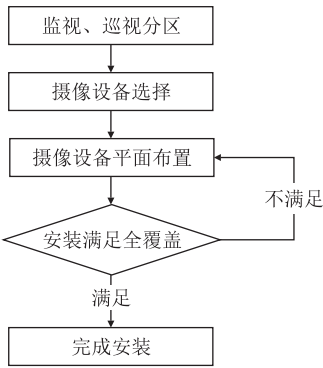 监视、巡视分区
摄像设备选择
摄像设备平面布置
不满足
安装满足全覆盖
满足
完成安装